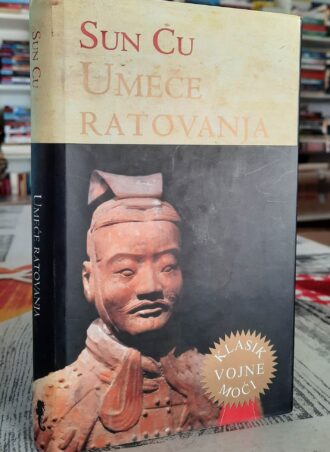 SUN CU
UMEĆE RATOVANJA
SUN CU
UMEĆE
RATOVANJA
KLASIK
VOJNE
MOĆI